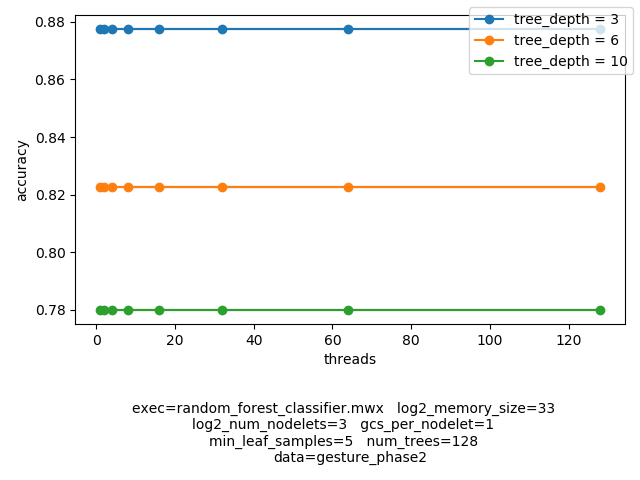 0.88
0.86
0.84
0.82
0.80
0.78
accuracy
tree_depth = 3
tree_depth = 6
tree_depth = 10
0 20 40 60 80 100 120
threads
exec=random_forest_classifier.mwx log2_memory_size=33
log2_num_nodelets=3 gcs_per_nodelet=1
min_leaf_samples=5 num_trees=128
data=gesture_phase2